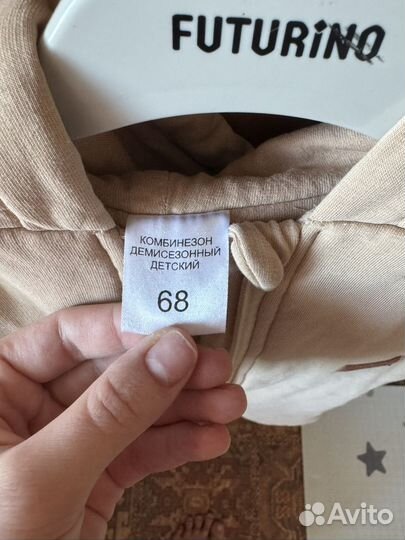 FUTURiNO
КОМБИНЕЗОН
ДЕМИСЕЗОННЫЙ
ДЕТСКИЙ
68
Avito